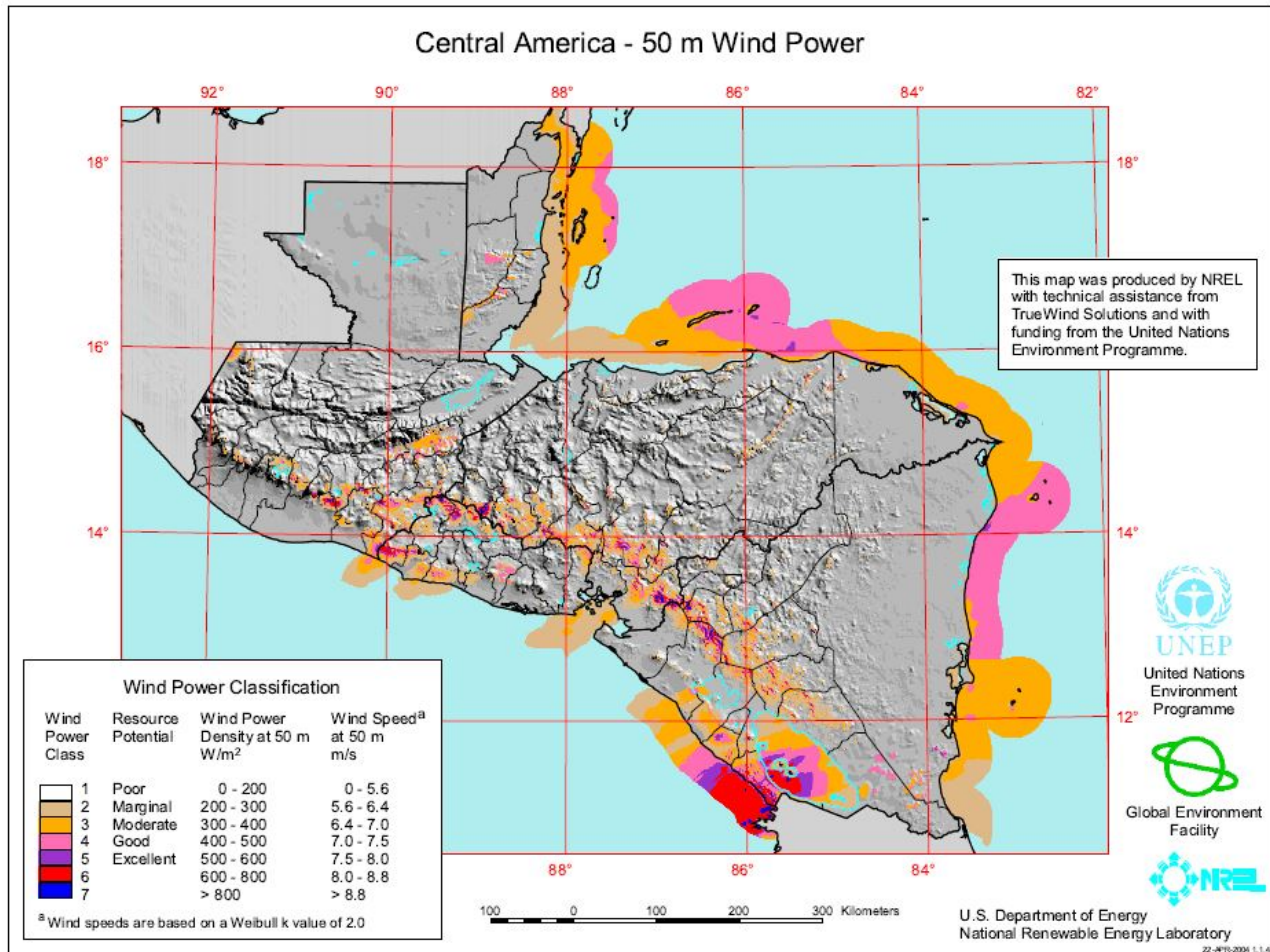 Central America - 50 m Wind Power
92° 90° 88° 86° 84° 82°
18° 18°
This map was produced by NREL
with technical assistance from
TrueWind Solutions and with
funding from the United Nations
Environment Programme.
16° 16°
14° 14°
UNEP
United Nations
Environment
Programme
12° 12°
Global Environment
Facility
NREL
Wind Power Classification
Wind Resource Wind Power Wind Speedᵃ
Power Potential Density at 50 m at 50 m
Class W/m² m/s
1 Poor 0 - 200 0 - 5.6
2 Marginal 200 - 300 5.6 - 6.4
3 Moderate 300 - 400 6.4 - 7.0
4 Good 400 - 500 7.0 - 7.5
5 Excellent 500 - 600 7.5 - 8.0
6 600 - 800 8.0 - 8.8
7 > 800 > 8.8
ᵃ Wind speeds are based on a Weibull k value of 2.0
88° 86° 84°
100 0 100 200 300 Kilometers
U.S. Department of Energy
National Renewable Energy Laboratory
22-APR-2004 1.1.4